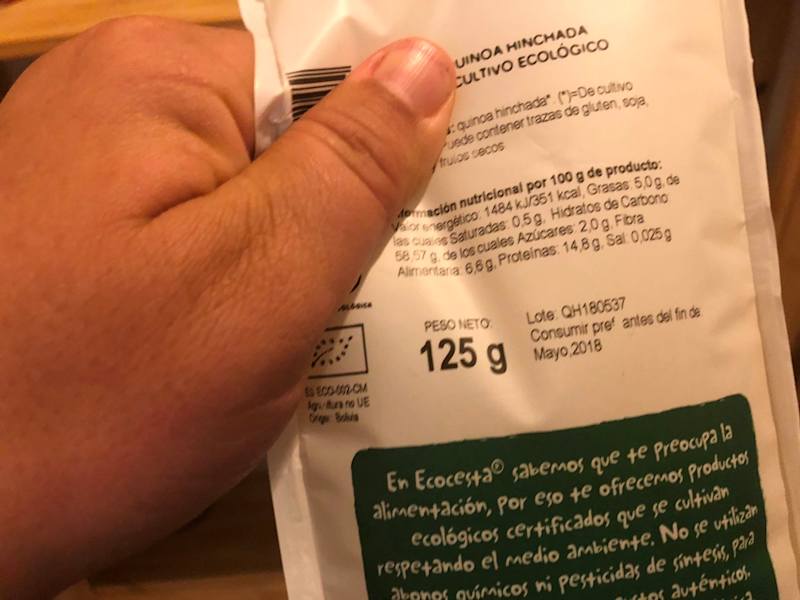 UINOA HINCHADA
CULTIVO ECOLÓGICO
: quinoa hinchada*. (*)=De cultivo
uede contener trazas de gluten, soja,
frutos secos
formación nutricional por 100 g de producto:
Valor energético: 1484 kJ/351 kcal, Grasas: 5,0 g, de
las cuales Saturadas: 0,5 g, Hidratos de Carbono
58,57 g, de los cuales Azúcares: 2,0 g, Fibra
Alimentaria: 6,6 g, Proteínas: 14,8 g, Sal: 0,025 g
PESO NETO:
125 g
Lote: QH180537
Consumir pref. antes del fin de:
Mayo,2018
ES ECO-002-CM
Agricultura no UE
Origen: Bolivia
En Ecocesta® sabemos que te preocupa la
alimentación, por eso te ofrecemos productos
ecológicos certificados que se cultivan
respetando el medio ambiente. No se utilizan
abonos químicos ni pesticidas de síntesis, para
auténticos.